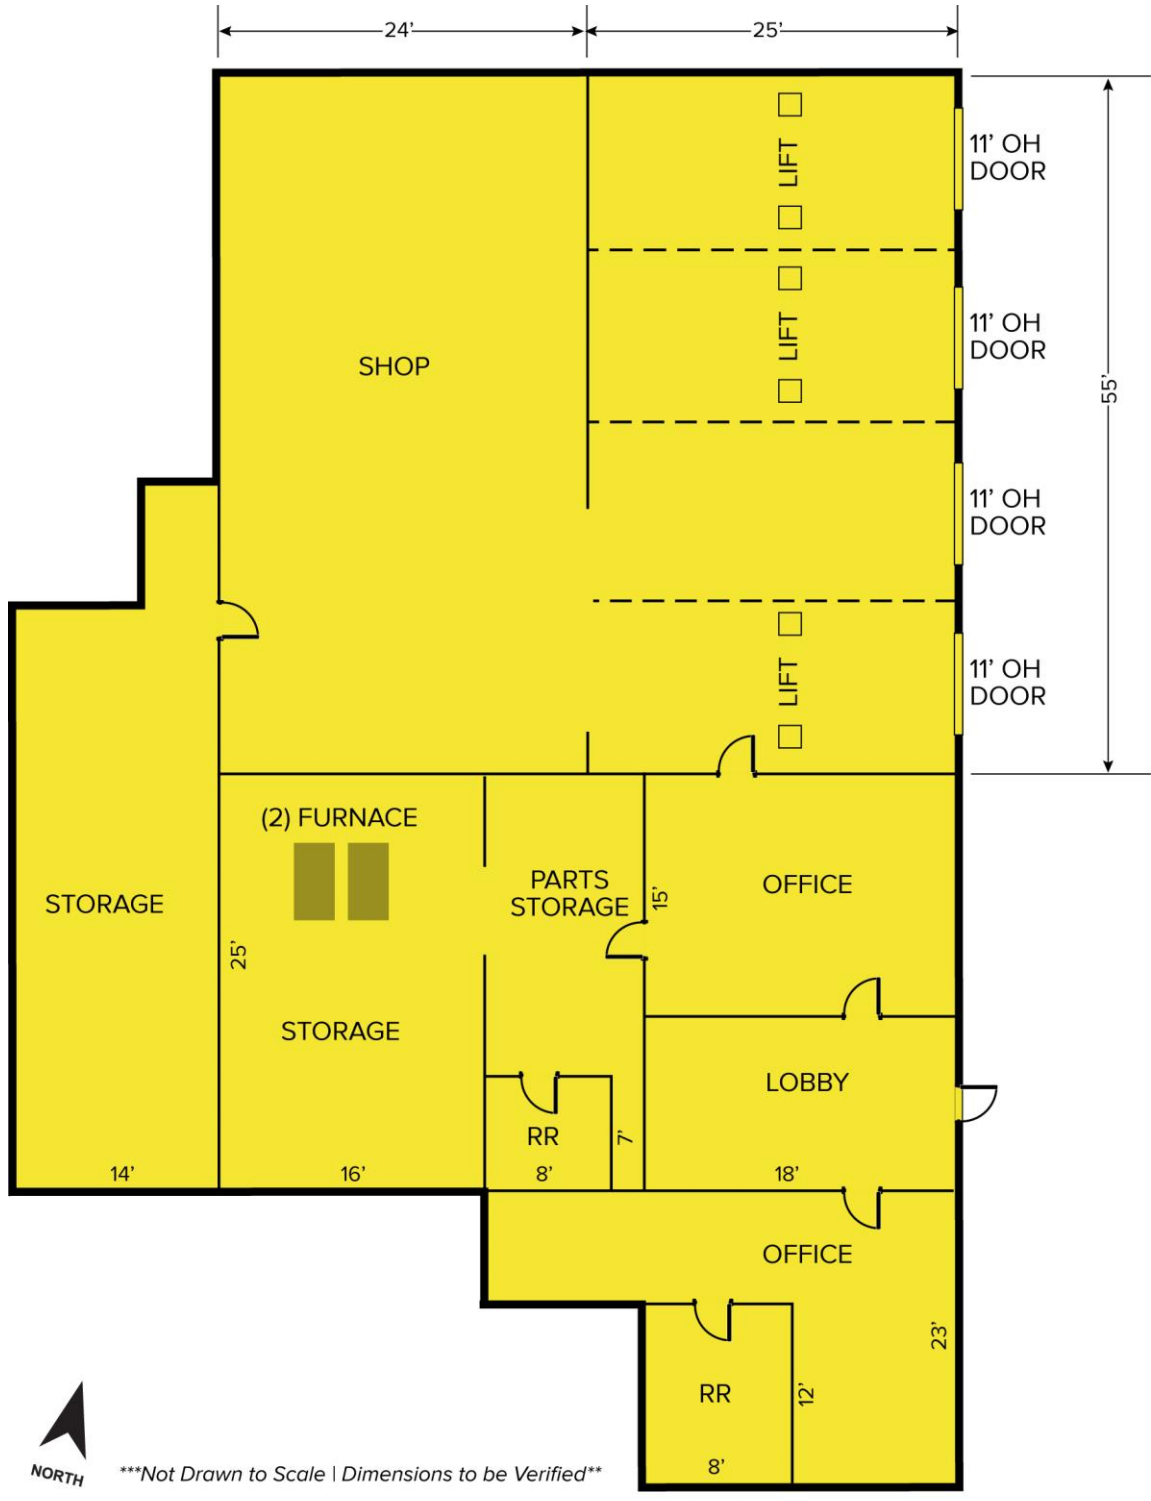 24’
25’
11’ OH
DOOR
LIFT
11’ OH
DOOR
LIFT
SHOP
55’
11’ OH
DOOR
11’ OH
DOOR
LIFT
(2) FURNACE
PARTS
STORAGE
15’
OFFICE
STORAGE
25’
STORAGE
LOBBY
RR
7’
14’
16’
8’
18’
OFFICE
23’
RR
12’
8’
NORTH
***Not Drawn to Scale | Dimensions to be Verified**